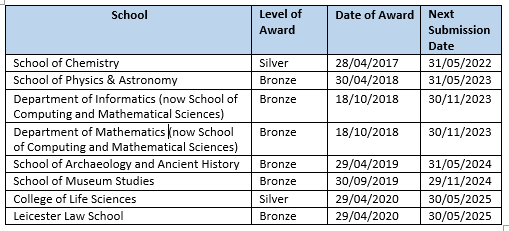 School Level of Award Date of Award Next Submission Date
School of Chemistry Silver 28/04/2017 31/05/2022
School of Physics & Astronomy Bronze 30/04/2018 31/05/2023
Department of Informatics (now School of Bronze 18/10/2018 30/11/2023
Computing and Mathematical Sciences)
Department of Mathematics (now School Bronze 18/10/2018 30/11/2023
of Computing and Mathematical Sciences)
School of Archaeology and Ancient History Bronze 29/04/2019 31/05/2024
School of Museum Studies Bronze 30/09/2019 29/11/2024
College of Life Sciences Silver 29/04/2020 30/05/2025
Leicester Law School Bronze 29/04/2020 30/05/2025